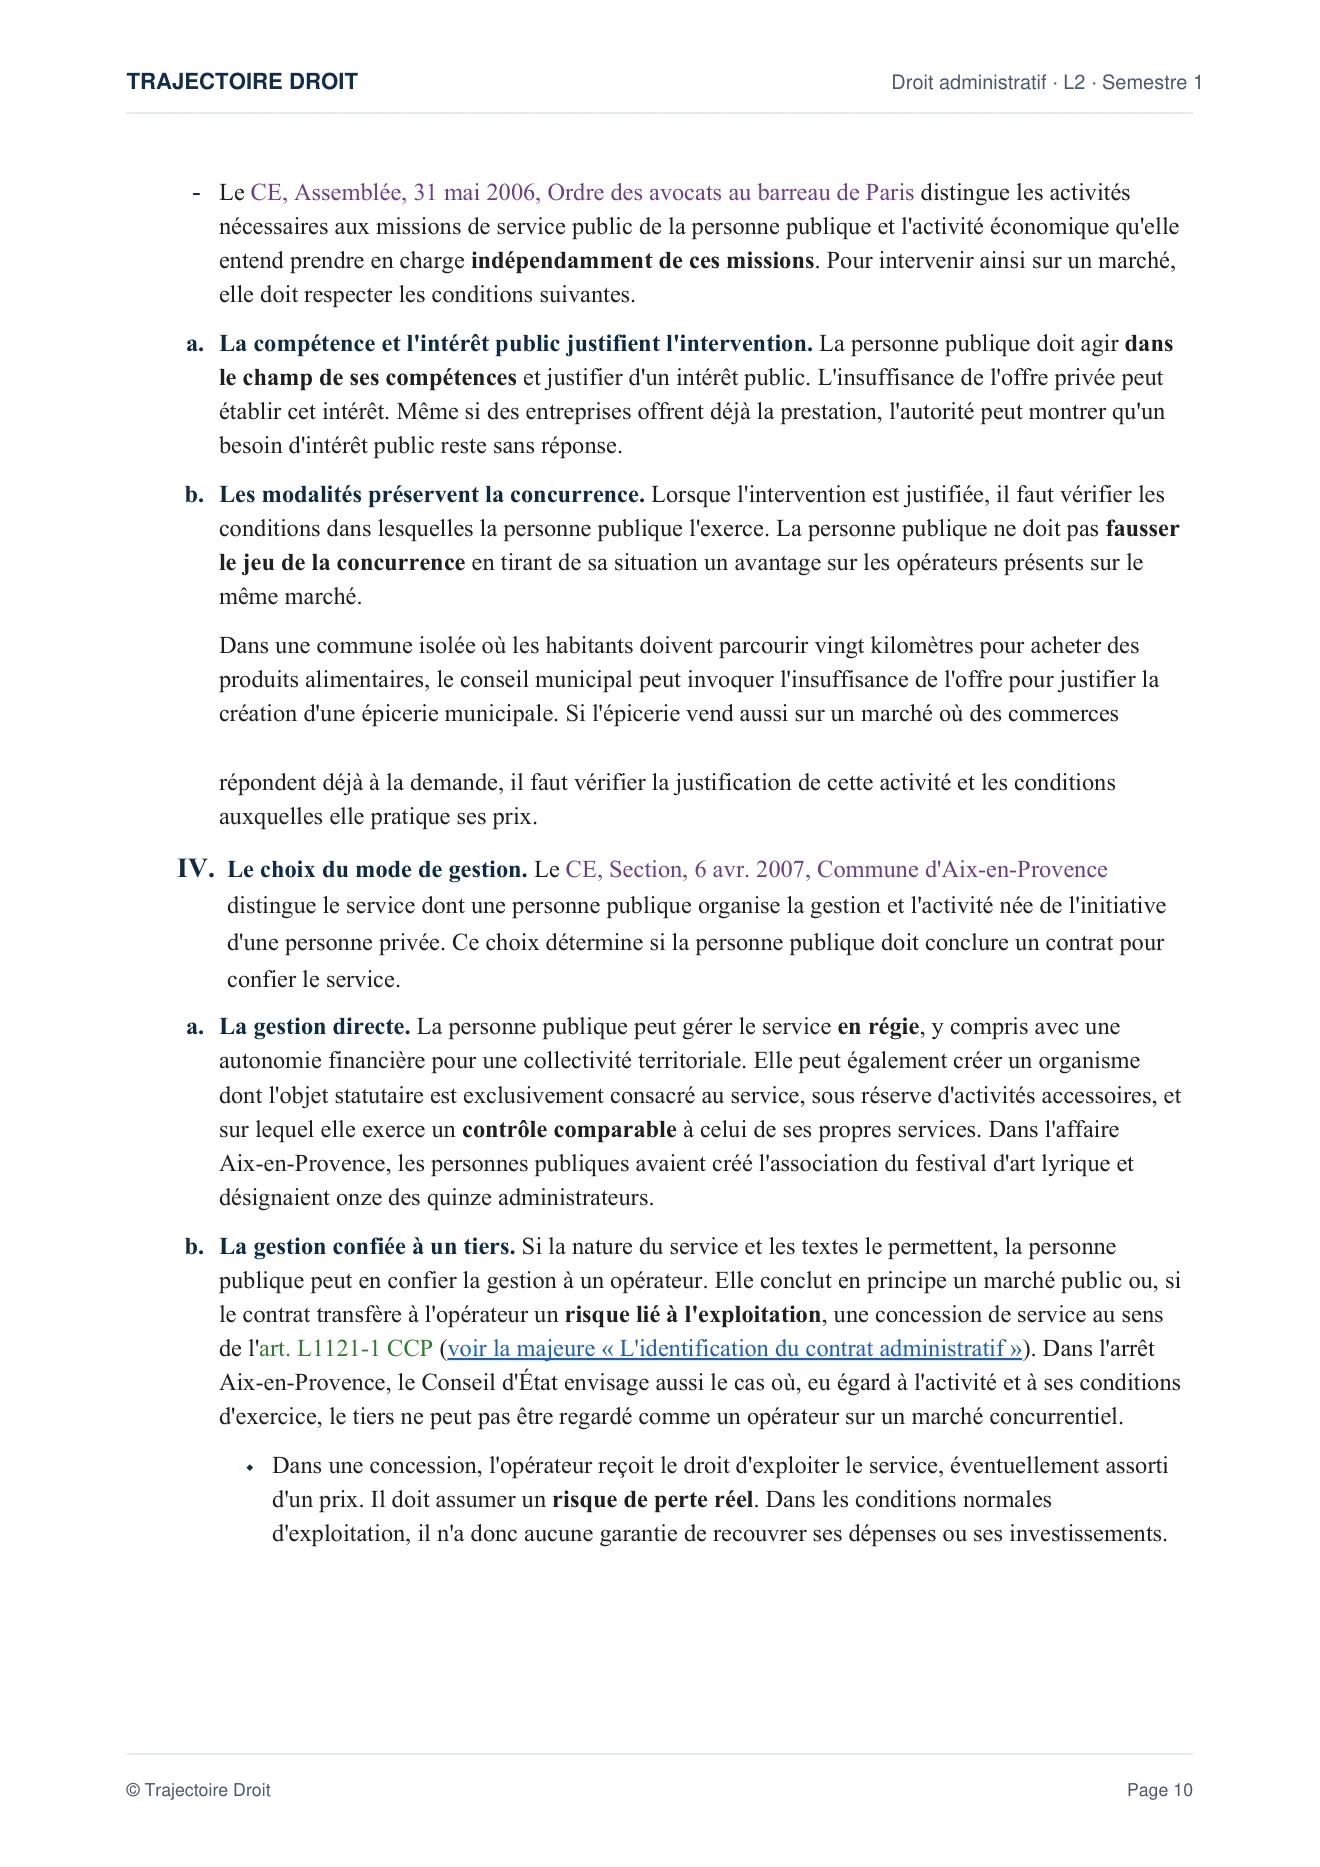 TRAJECTOIRE DROIT
Droit administratif · L2 · Semestre 1
- Le CE, Assemblée, 31 mai 2006, Ordre des avocats au barreau de Paris distingue les activités
nécessaires aux missions de service public de la personne publique et l'activité économique qu'elle
entend prendre en charge indépendamment de ces missions. Pour intervenir ainsi sur un marché,
elle doit respecter les conditions suivantes.
a. La compétence et l'intérêt public justifient l'intervention. La personne publique doit agir dans
le champ de ses compétences et justifier d'un intérêt public. L'insuffisance de l'offre privée peut
établir cet intérêt. Même si des entreprises offrent déjà la prestation, l'autorité peut montrer qu'un
besoin d'intérêt public reste sans réponse.
b. Les modalités préservent la concurrence. Lorsque l'intervention est justifiée, il faut vérifier les
conditions dans lesquelles la personne publique l'exerce. La personne publique ne doit pas fausser
le jeu de la concurrence en tirant de sa situation un avantage sur les opérateurs présents sur le
même marché.
Dans une commune isolée où les habitants doivent parcourir vingt kilomètres pour acheter des
produits alimentaires, le conseil municipal peut invoquer l'insuffisance de l'offre pour justifier la
création d'une épicerie municipale. Si l'épicerie vend aussi sur un marché où des commerces
répondent déjà à la demande, il faut vérifier la justification de cette activité et les conditions
auxquelles elle pratique ses prix.
IV. Le choix du mode de gestion. Le CE, Section, 6 avr. 2007, Commune d'Aix-en-Provence
distingue le service dont une personne publique organise la gestion et l'activité née de l'initiative
d'une personne privée. Ce choix détermine si la personne publique doit conclure un contrat pour
confier le service.
a. La gestion directe. La personne publique peut gérer le service en régie, y compris avec une
autonomie financière pour une collectivité territoriale. Elle peut également créer un organisme
dont l'objet statutaire est exclusivement consacré au service, sous réserve d'activités accessoires, et
sur lequel elle exerce un contrôle comparable à celui de ses propres services. Dans l'affaire
Aix-en-Provence, les personnes publiques avaient créé l'association du festival d'art lyrique et
désignaient onze des quinze administrateurs.
b. La gestion confiée à un tiers. Si la nature du service et les textes le permettent, la personne
publique peut en confier la gestion à un opérateur. Elle conclut en principe un marché public ou, si
le contrat transfère à l'opérateur un risque lié à l'exploitation, une concession de service au sens
de l'art. L1121-1 CCP (voir la majeure « L'identification du contrat administratif »). Dans l'arrêt
Aix-en-Provence, le Conseil d'État envisage aussi le cas où, eu égard à l'activité et à ses conditions
d'exercice, le tiers ne peut pas être regardé comme un opérateur sur un marché concurrentiel.
⬩ Dans une concession, l'opérateur reçoit le droit d'exploiter le service, éventuellement assorti
d'un prix. Il doit assumer un risque de perte réel. Dans les conditions normales
d'exploitation, il n'a donc aucune garantie de recouvrer ses dépenses ou ses investissements.
© Trajectoire Droit
Page 10